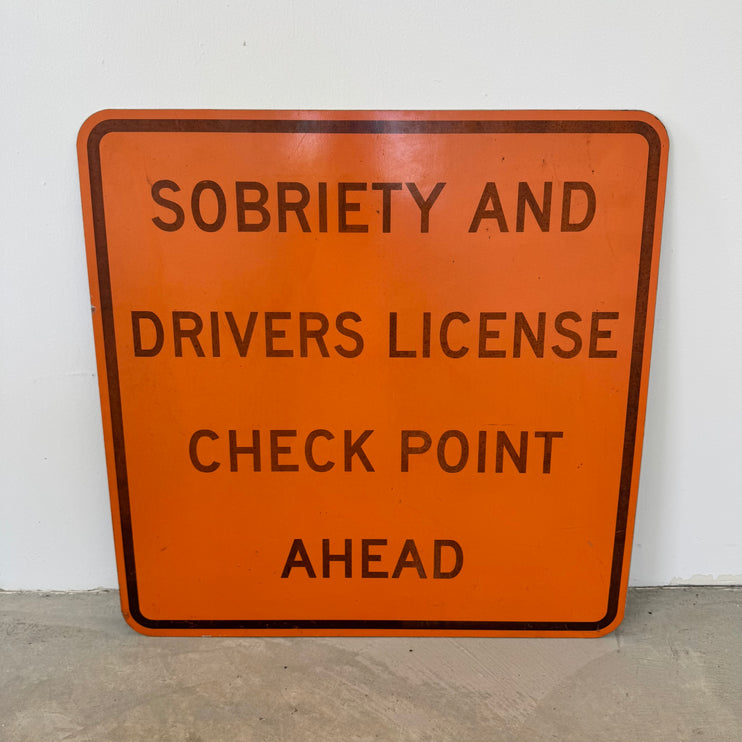 SOBRIETY AND
DRIVERS LICENSE
CHECK POINT
AHEAD